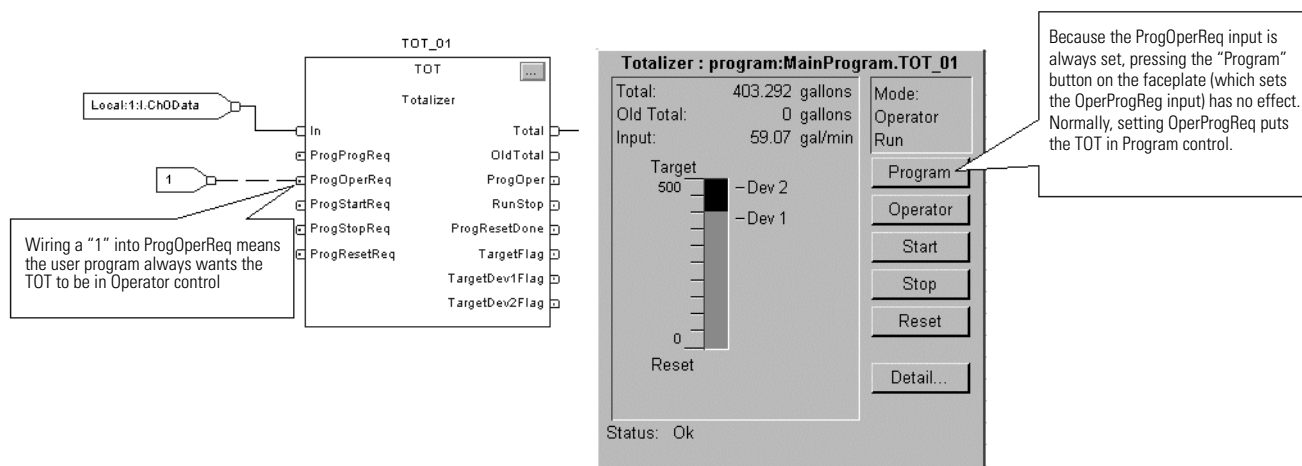 TOT_01
TOT
...
Totalizer
Local:1:I.Ch0Data
In
ProgProgReq
1
ProgOperReq
ProgStartReq
ProgStopReq
ProgResetReq
Total
OldTotal
ProgOper
RunStop
ProgResetDone
TargetFlag
TargetDev1Flag
TargetDev2Flag
Wiring a “1” into ProgOperReq means
the user program always wants the
TOT to be in Operator control
Totalizer : program:MainProgram.TOT_01
Total: 403.292 gallons
Old Total: 0 gallons
Input: 59.07 gal/min
Target
500
Dev 2
Dev 1
0
Reset
Status: Ok
Mode:
Operator
Run
Program
Operator
Start
Stop
Reset
Detail...
Because the ProgOperReq input is
always set, pressing the “Program”
button on the faceplate (which sets
the OperProgReg input) has no effect.
Normally, setting OperProgReq puts
the TOT in Program control.